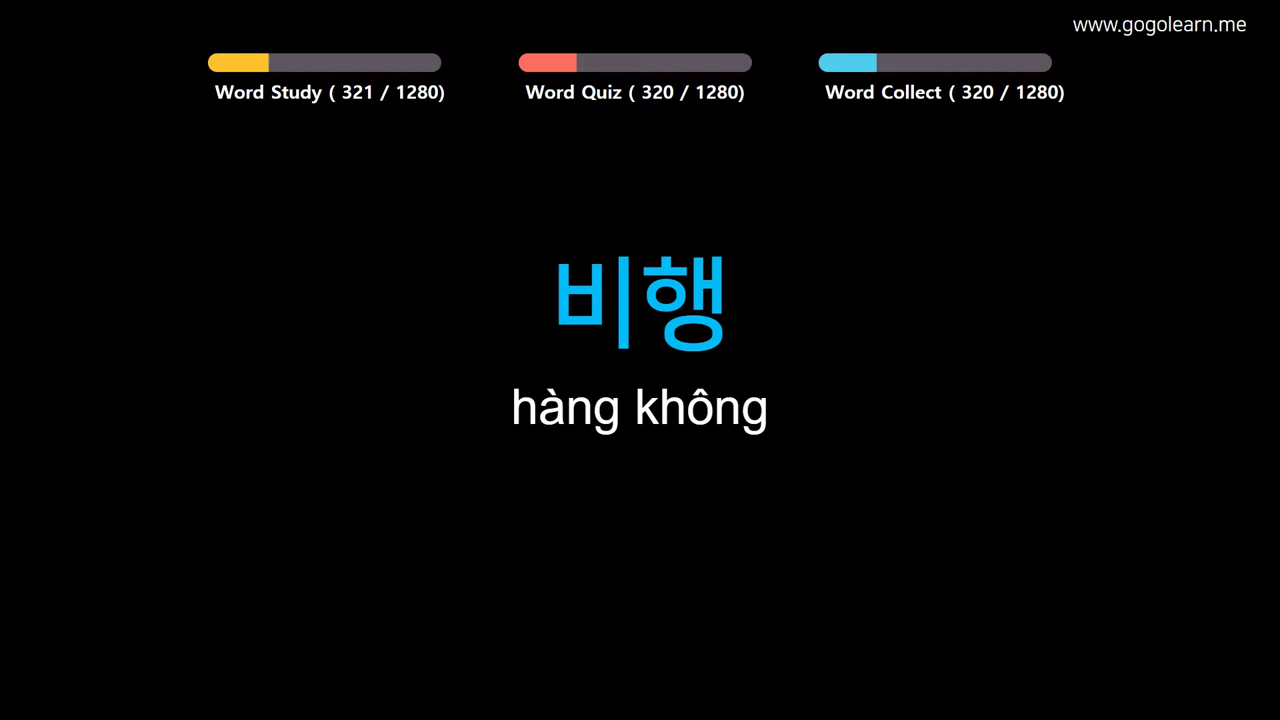 www.gogolearn.me
Word Study ( 321 / 1280)
Word Quiz ( 320 / 1280)
Word Collect ( 320 / 1280)
비행
hàng không